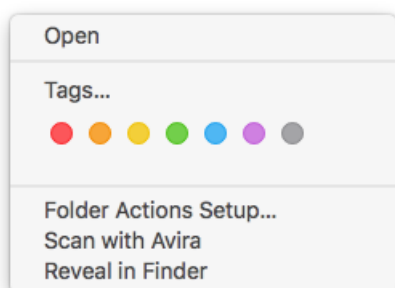 Open
Tags...
Folder Actions Setup...
Scan with Avira
Reveal in Finder